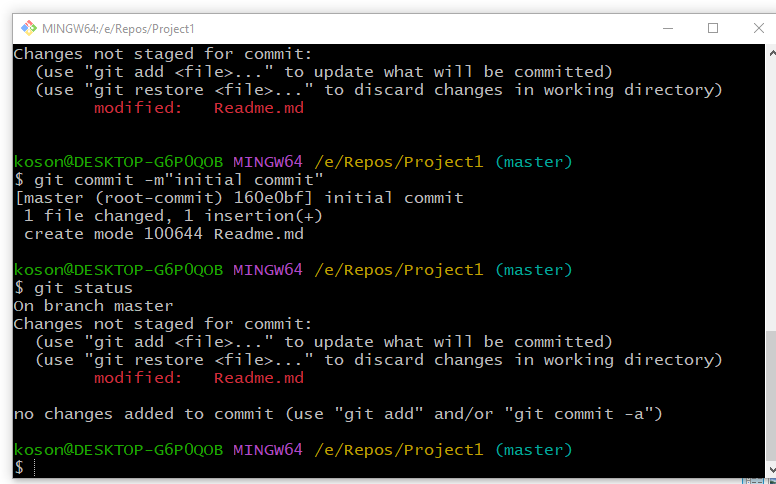 MINGW64:/e/Repos/Project1
Changes not staged for commit:
  (use "git add <file>..." to update what will be committed)
  (use "git restore <file>..." to discard changes in working directory)
        modified:   Readme.md
koson@DESKTOP-G6P0QOB MINGW64 /e/Repos/Project1 (master)
$ git commit -m"initial commit"
[master (root-commit) 160e0bf] initial commit
 1 file changed, 1 insertion(+)
 create mode 100644 Readme.md
koson@DESKTOP-G6P0QOB MINGW64 /e/Repos/Project1 (master)
$ git status
On branch master
Changes not staged for commit:
  (use "git add <file>..." to update what will be committed)
  (use "git restore <file>..." to discard changes in working directory)
        modified:   Readme.md
no changes added to commit (use "git add" and/or "git commit -a")
koson@DESKTOP-G6P0QOB MINGW64 /e/Repos/Project1 (master)
$